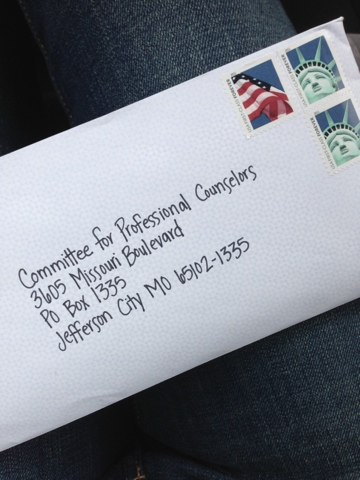 Committee for Professional Counselors
3605 Missouri Boulevard
PO Box 1335
Jefferson City MO 65102-1335